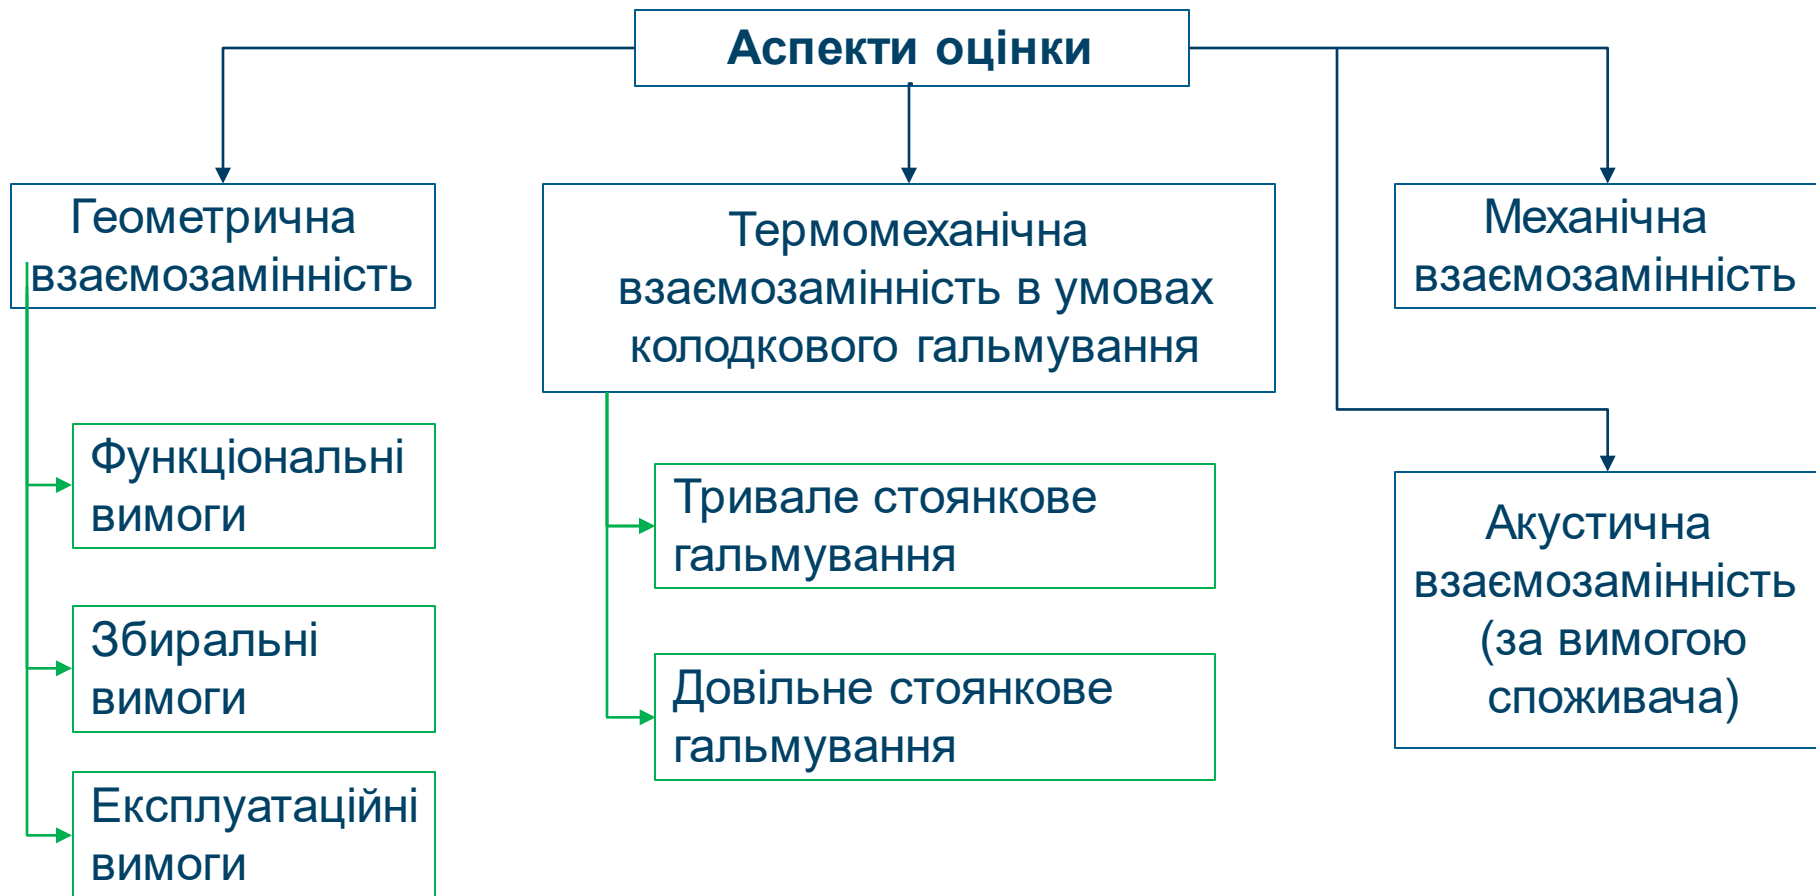 Аспекти оцінки
Геометрична
взаємозамінність
Функціональні
вимоги
Збиральні
вимоги
Експлуатаційні
вимоги
Термомеханічна
взаємозамінність в умовах
колодкового гальмування
Тривале стоянкове
гальмування
Довільне стоянкове
гальмування
Механічна
взаємозамінність
Акустична
взаємозамінність
(за вимогою
споживача)